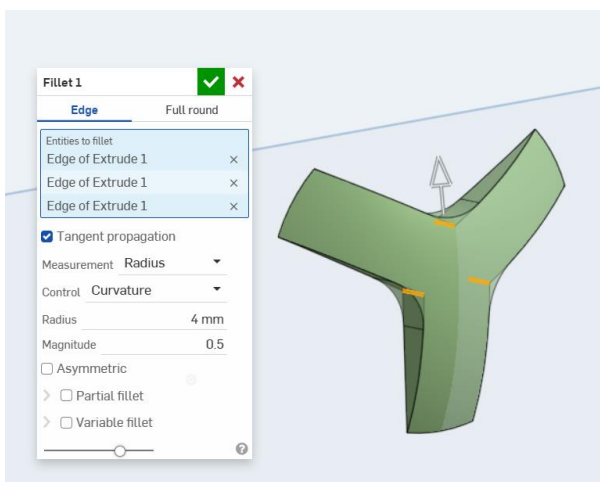 Fillet 1
Edge Full round
Entities to fillet
Edge of Extrude 1
Edge of Extrude 1
Edge of Extrude 1
Tangent propagation
Measurement Radius
Control Curvature
Radius 4 mm
Magnitude 0.5
Asymmetric
Partial fillet
Variable fillet